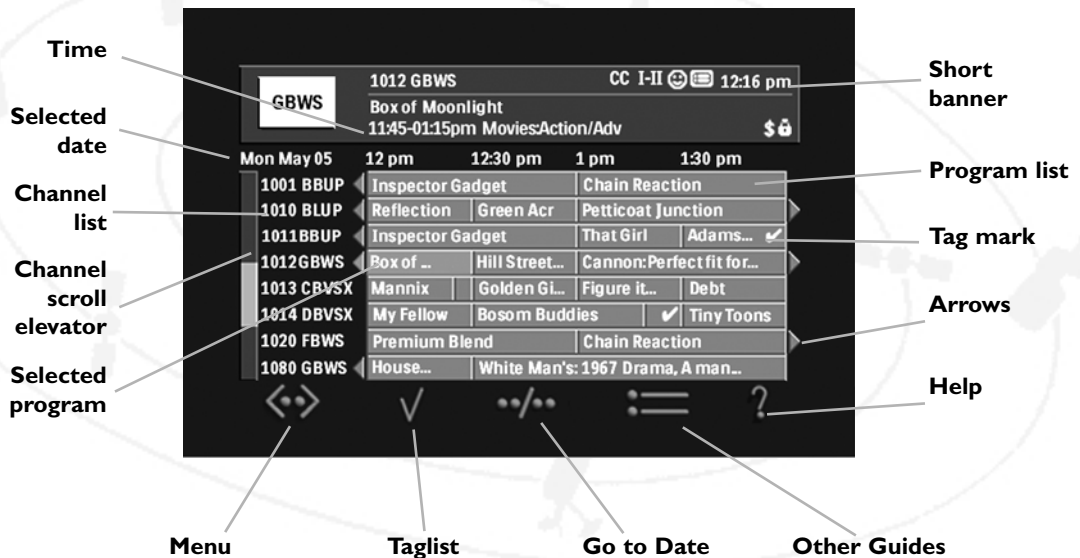 Time
Selected
date
Channel
list
Channel
scroll
elevator
Selected
program
GBWS
1012 GBWS CC I-II 12:16 pm
Box of Moonlight
11:45-01:15pm Movies:Action/Adv $
Mon May 05 12 pm 12:30 pm 1 pm 1:30 pm
1001 BBUP Inspector Gadget Chain Reaction
1010 BLUP Reflection Green Acr Petticoat Junction
1011BBUP Inspector Gadget That Girl Adams...
1012GBWS Box of ... Hill Street... Cannon:Perfect fit for...
1013 CBVSX Mannix Golden Gi... Figure it... Debt
1014 DBVSX My Fellow Bosom Buddies Tiny Toons
1020 FBWS Premium Blend Chain Reaction
1080 GBWS House... White Man's: 1967 Drama, A man...
?
Short
banner
Program list
Tag mark
Arrows
Help
Menu Taglist Go to Date Other Guides